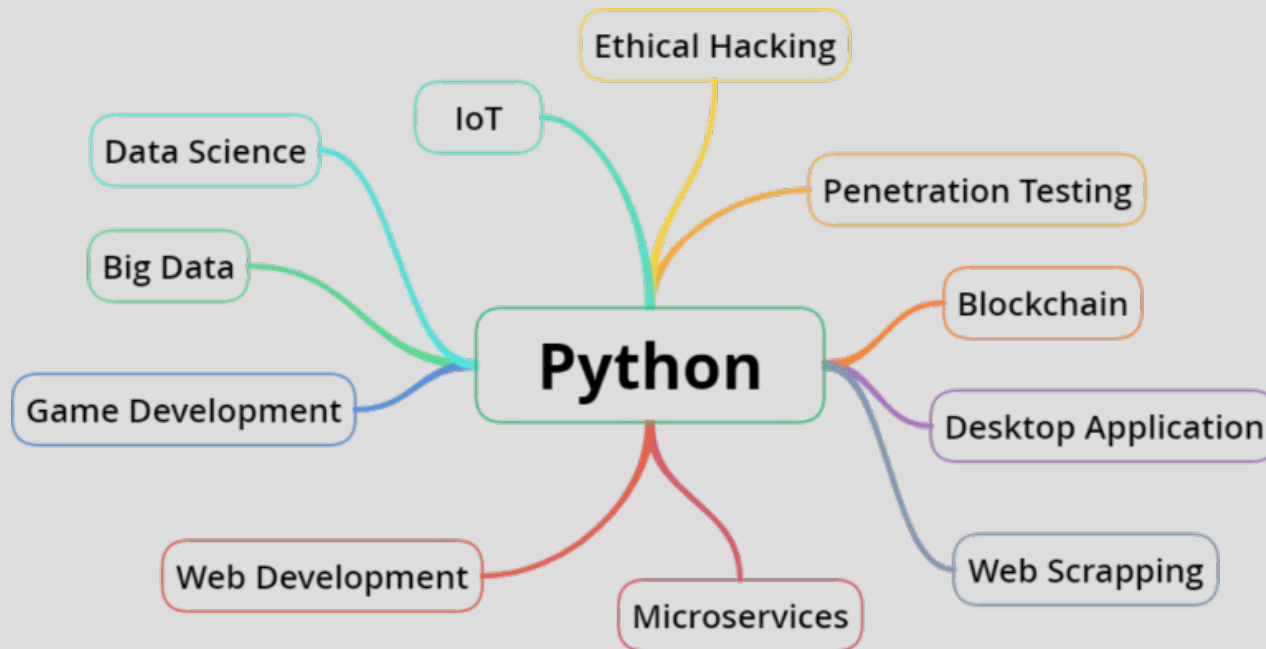 Ethical Hacking
IoT
Data Science
Penetration Testing
Big Data
Blockchain
Python
Game Development
Desktop Application
Web Development
Web Scrapping
Microservices